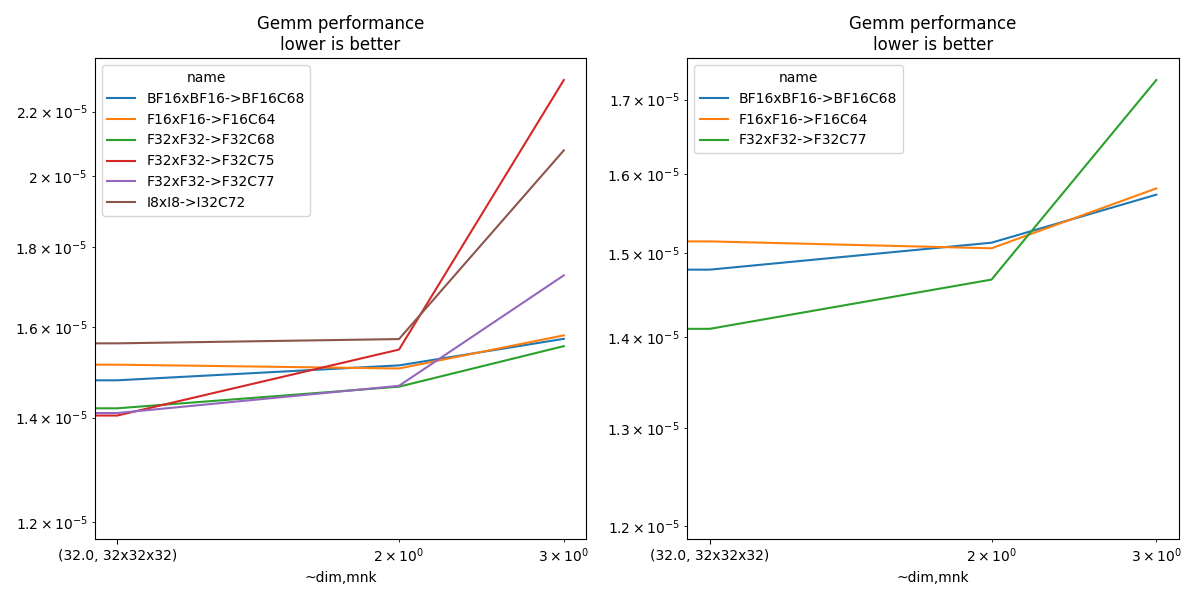 Gemm performance
lower is better
name
BF16xBF16->BF16C68
F16xF16->F16C64
F32xF32->F32C68
F32xF32->F32C75
F32xF32->F32C77
I8xI8->I32C72
2.2 × 10⁻⁵
2 × 10⁻⁵
1.8 × 10⁻⁵
1.6 × 10⁻⁵
1.4 × 10⁻⁵
1.2 × 10⁻⁵
(32.0, 32x32x32)
2 × 10⁰
3 × 10⁰
~dim,mnk
Gemm performance
lower is better
name
BF16xBF16->BF16C68
F16xF16->F16C64
F32xF32->F32C77
1.7 × 10⁻⁵
1.6 × 10⁻⁵
1.5 × 10⁻⁵
1.4 × 10⁻⁵
1.3 × 10⁻⁵
1.2 × 10⁻⁵
(32.0, 32x32x32)
2 × 10⁰
3 × 10⁰
~dim,mnk